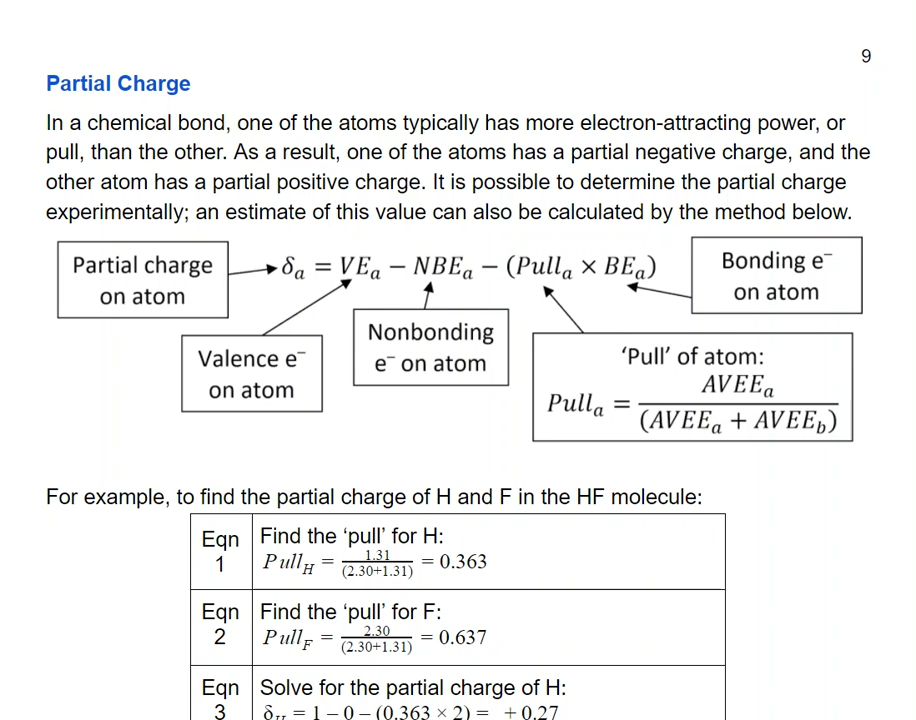 9
Partial Charge
In a chemical bond, one of the atoms typically has more electron-attracting power, or
pull, than the other. As a result, one of the atoms has a partial negative charge, and the
other atom has a partial positive charge. It is possible to determine the partial charge
experimentally; an estimate of this value can also be calculated by the method below.
Partial charge
on atom
δₐ = VEₐ − NBEₐ − (Pullₐ × BEₐ)
Bonding e⁻
on atom
Valence e⁻
on atom
Nonbonding
e⁻ on atom
'Pull' of atom:
Pullₐ = AVEEₐ / (AVEEₐ + AVEE_b)
For example, to find the partial charge of H and F in the HF molecule:
Eqn
1
Find the 'pull' for H:
Pull_H = 1.31 / (2.30+1.31) = 0.363
Eqn
2
Find the 'pull' for F:
Pull_F = 2.30 / (2.30+1.31) = 0.637
Eqn
3
Solve for the partial charge of H:
δ_H = 1 − 0 − (0.363 × 2) = +0.27